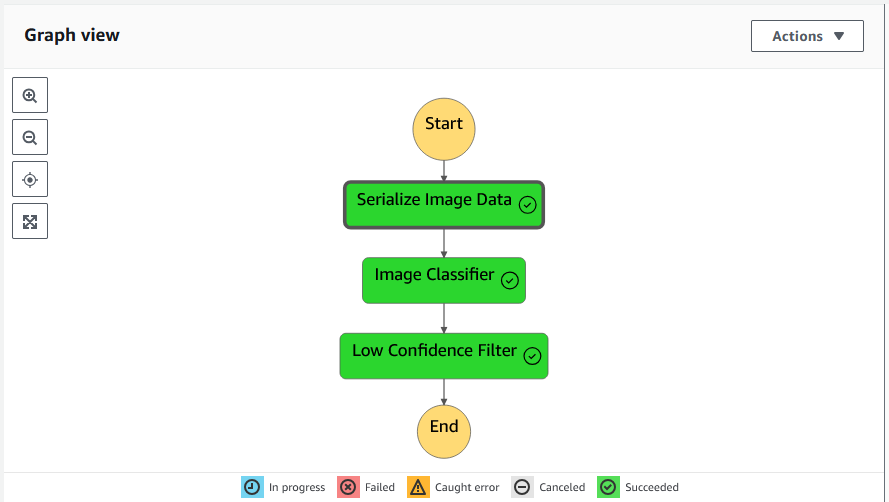 Graph view
Actions
Start
Serialize Image Data
Image Classifier
Low Confidence Filter
End
In progress Failed Caught error Canceled Succeeded